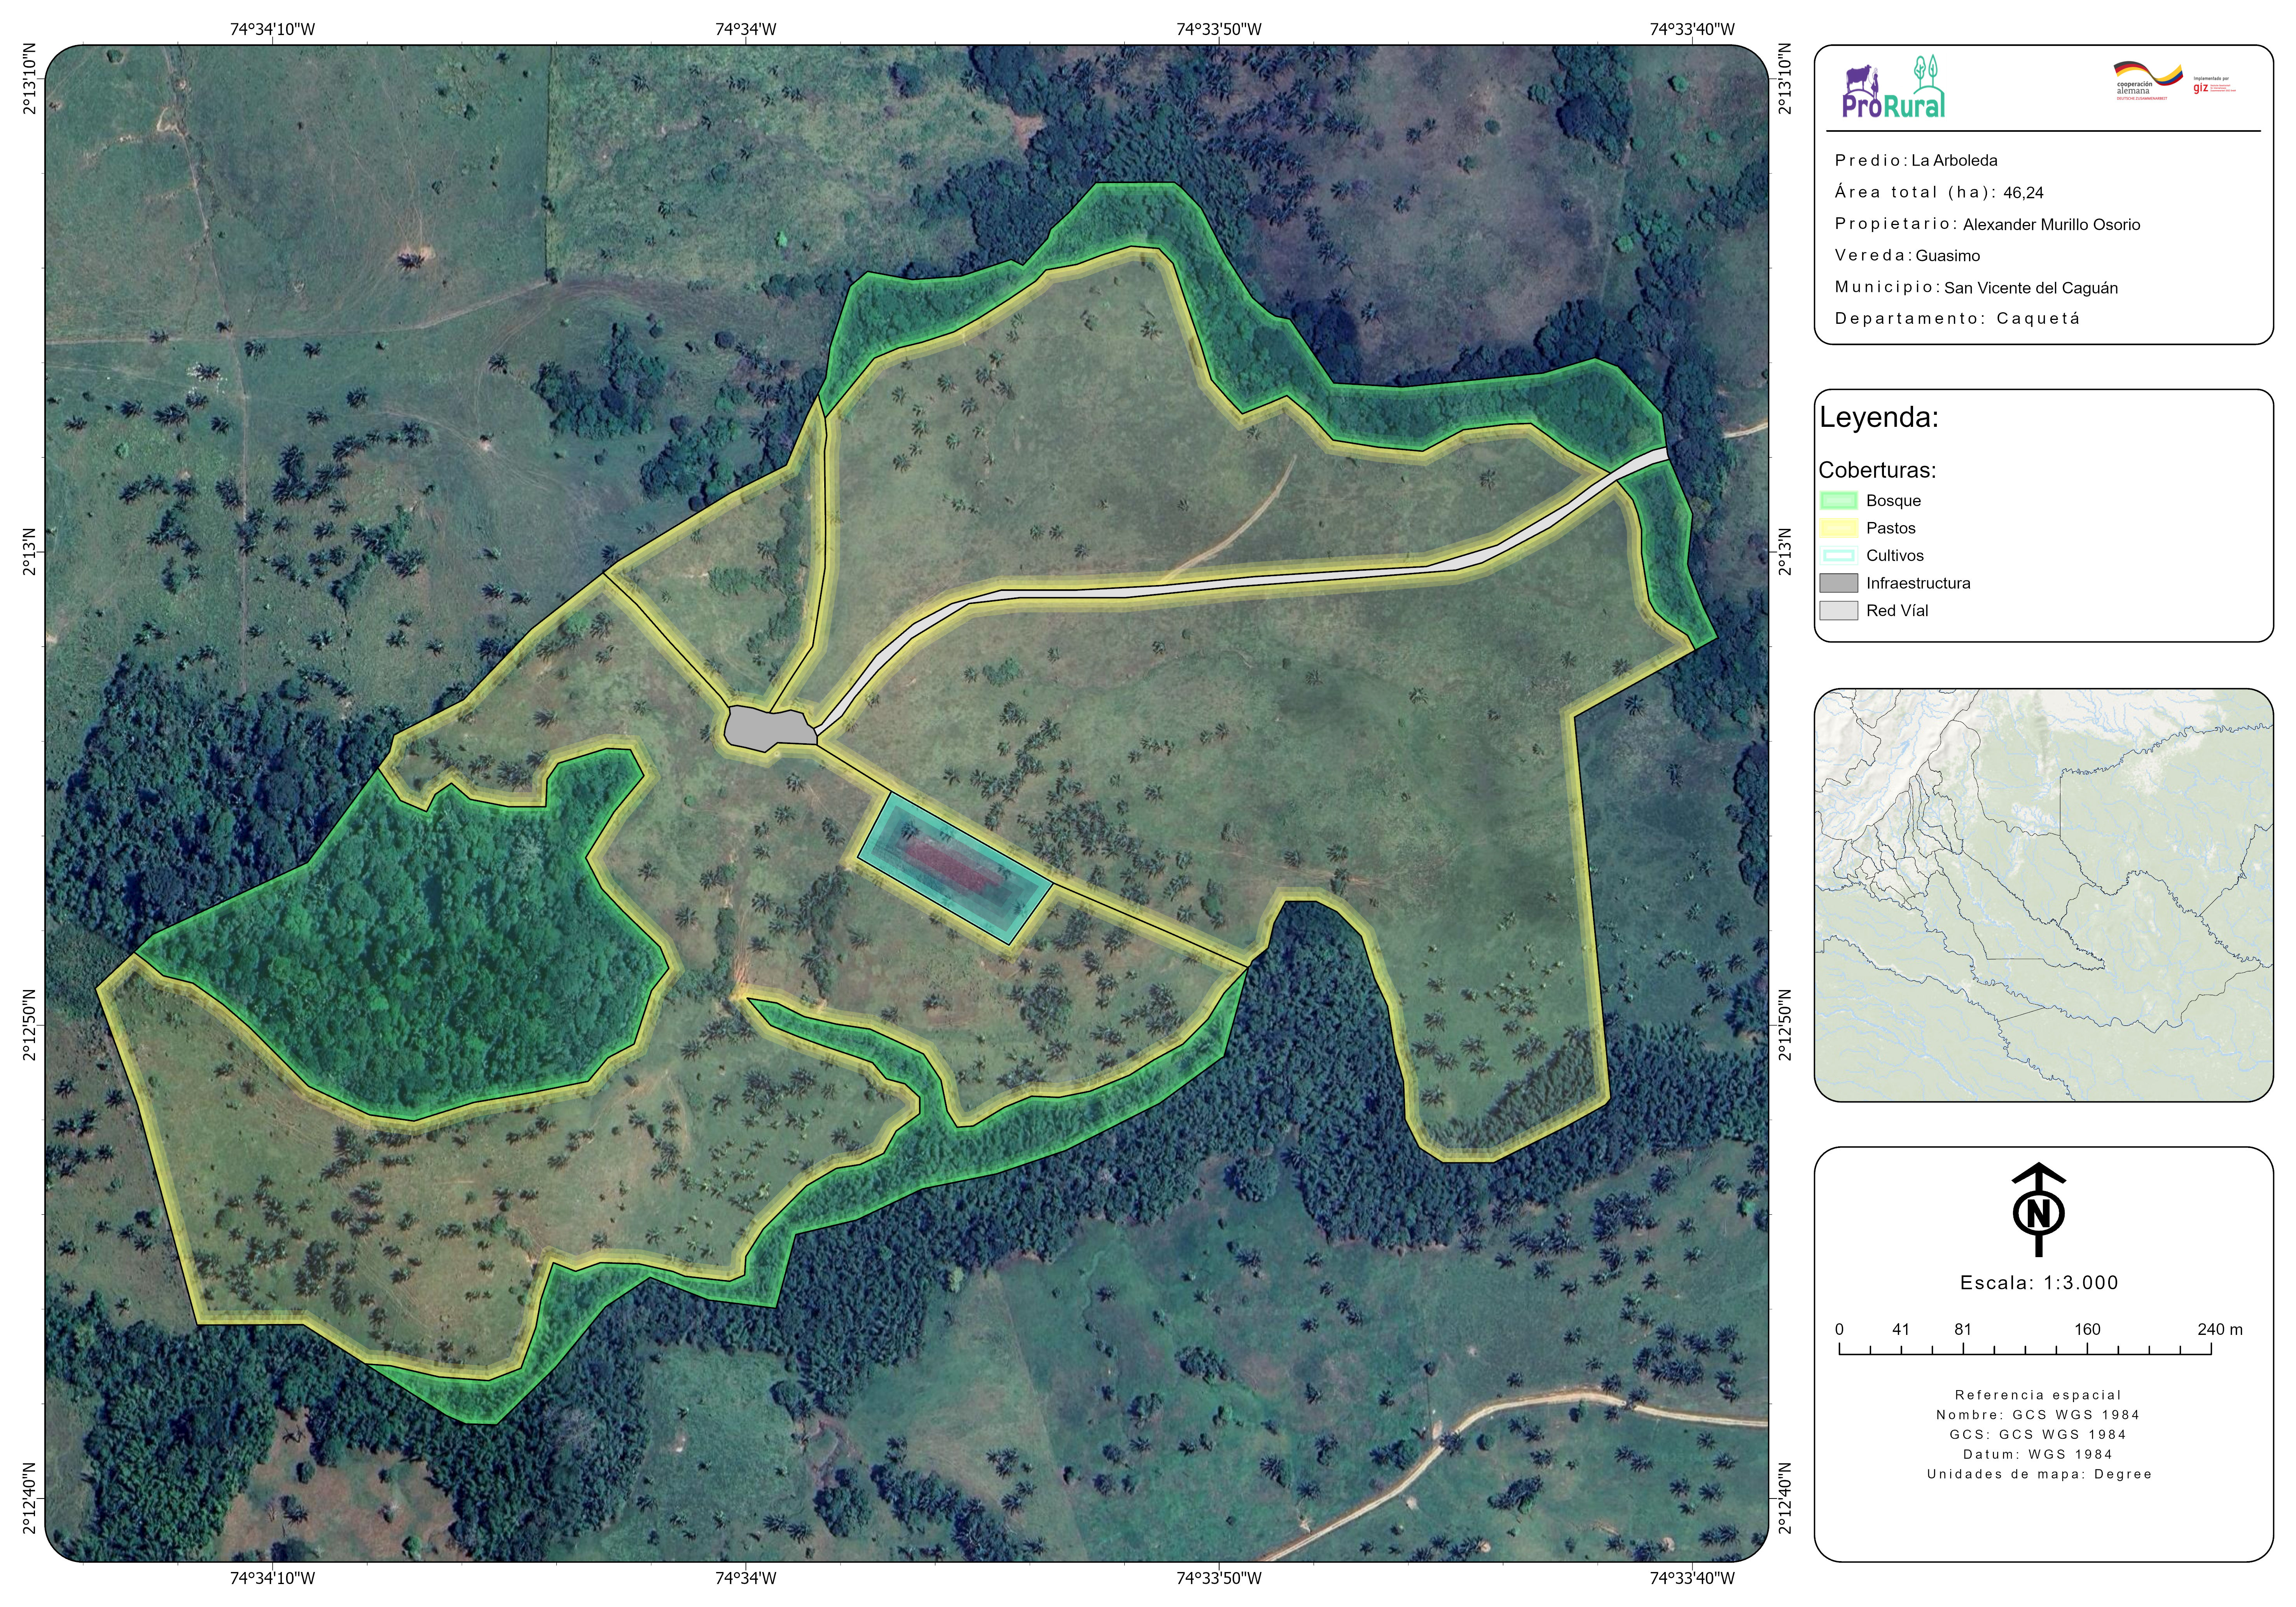 74°34'10"W
74°34'W
74°33'50"W
74°33'40"W
2°13'10"N
2°13'N
2°12'50"N
2°12'40"N
2°13'10"N
2°13'N
2°12'50"N
2°12'40"N
74°34'10"W
74°34'W
74°33'50"W
74°33'40"W
ProRural
cooperación
alemana
DEUTSCHE ZUSAMMENARBEIT
Implementada por
giz
Predio: La Arboleda
Área total (ha): 46,24
Propietario: Alexander Murillo Osorio
Vereda: Guasimo
Municipio: San Vicente del Caguán
Departamento: Caquetá
Leyenda:
Coberturas:
Bosque
Pastos
Cultivos
Infraestructura
Red Víal
N
Escala: 1:3.000
0 41 81 160 240 m
Referencia espacial
Nombre: GCS WGS 1984
GCS: GCS WGS 1984
Datum: WGS 1984
Unidades de mapa: Degree